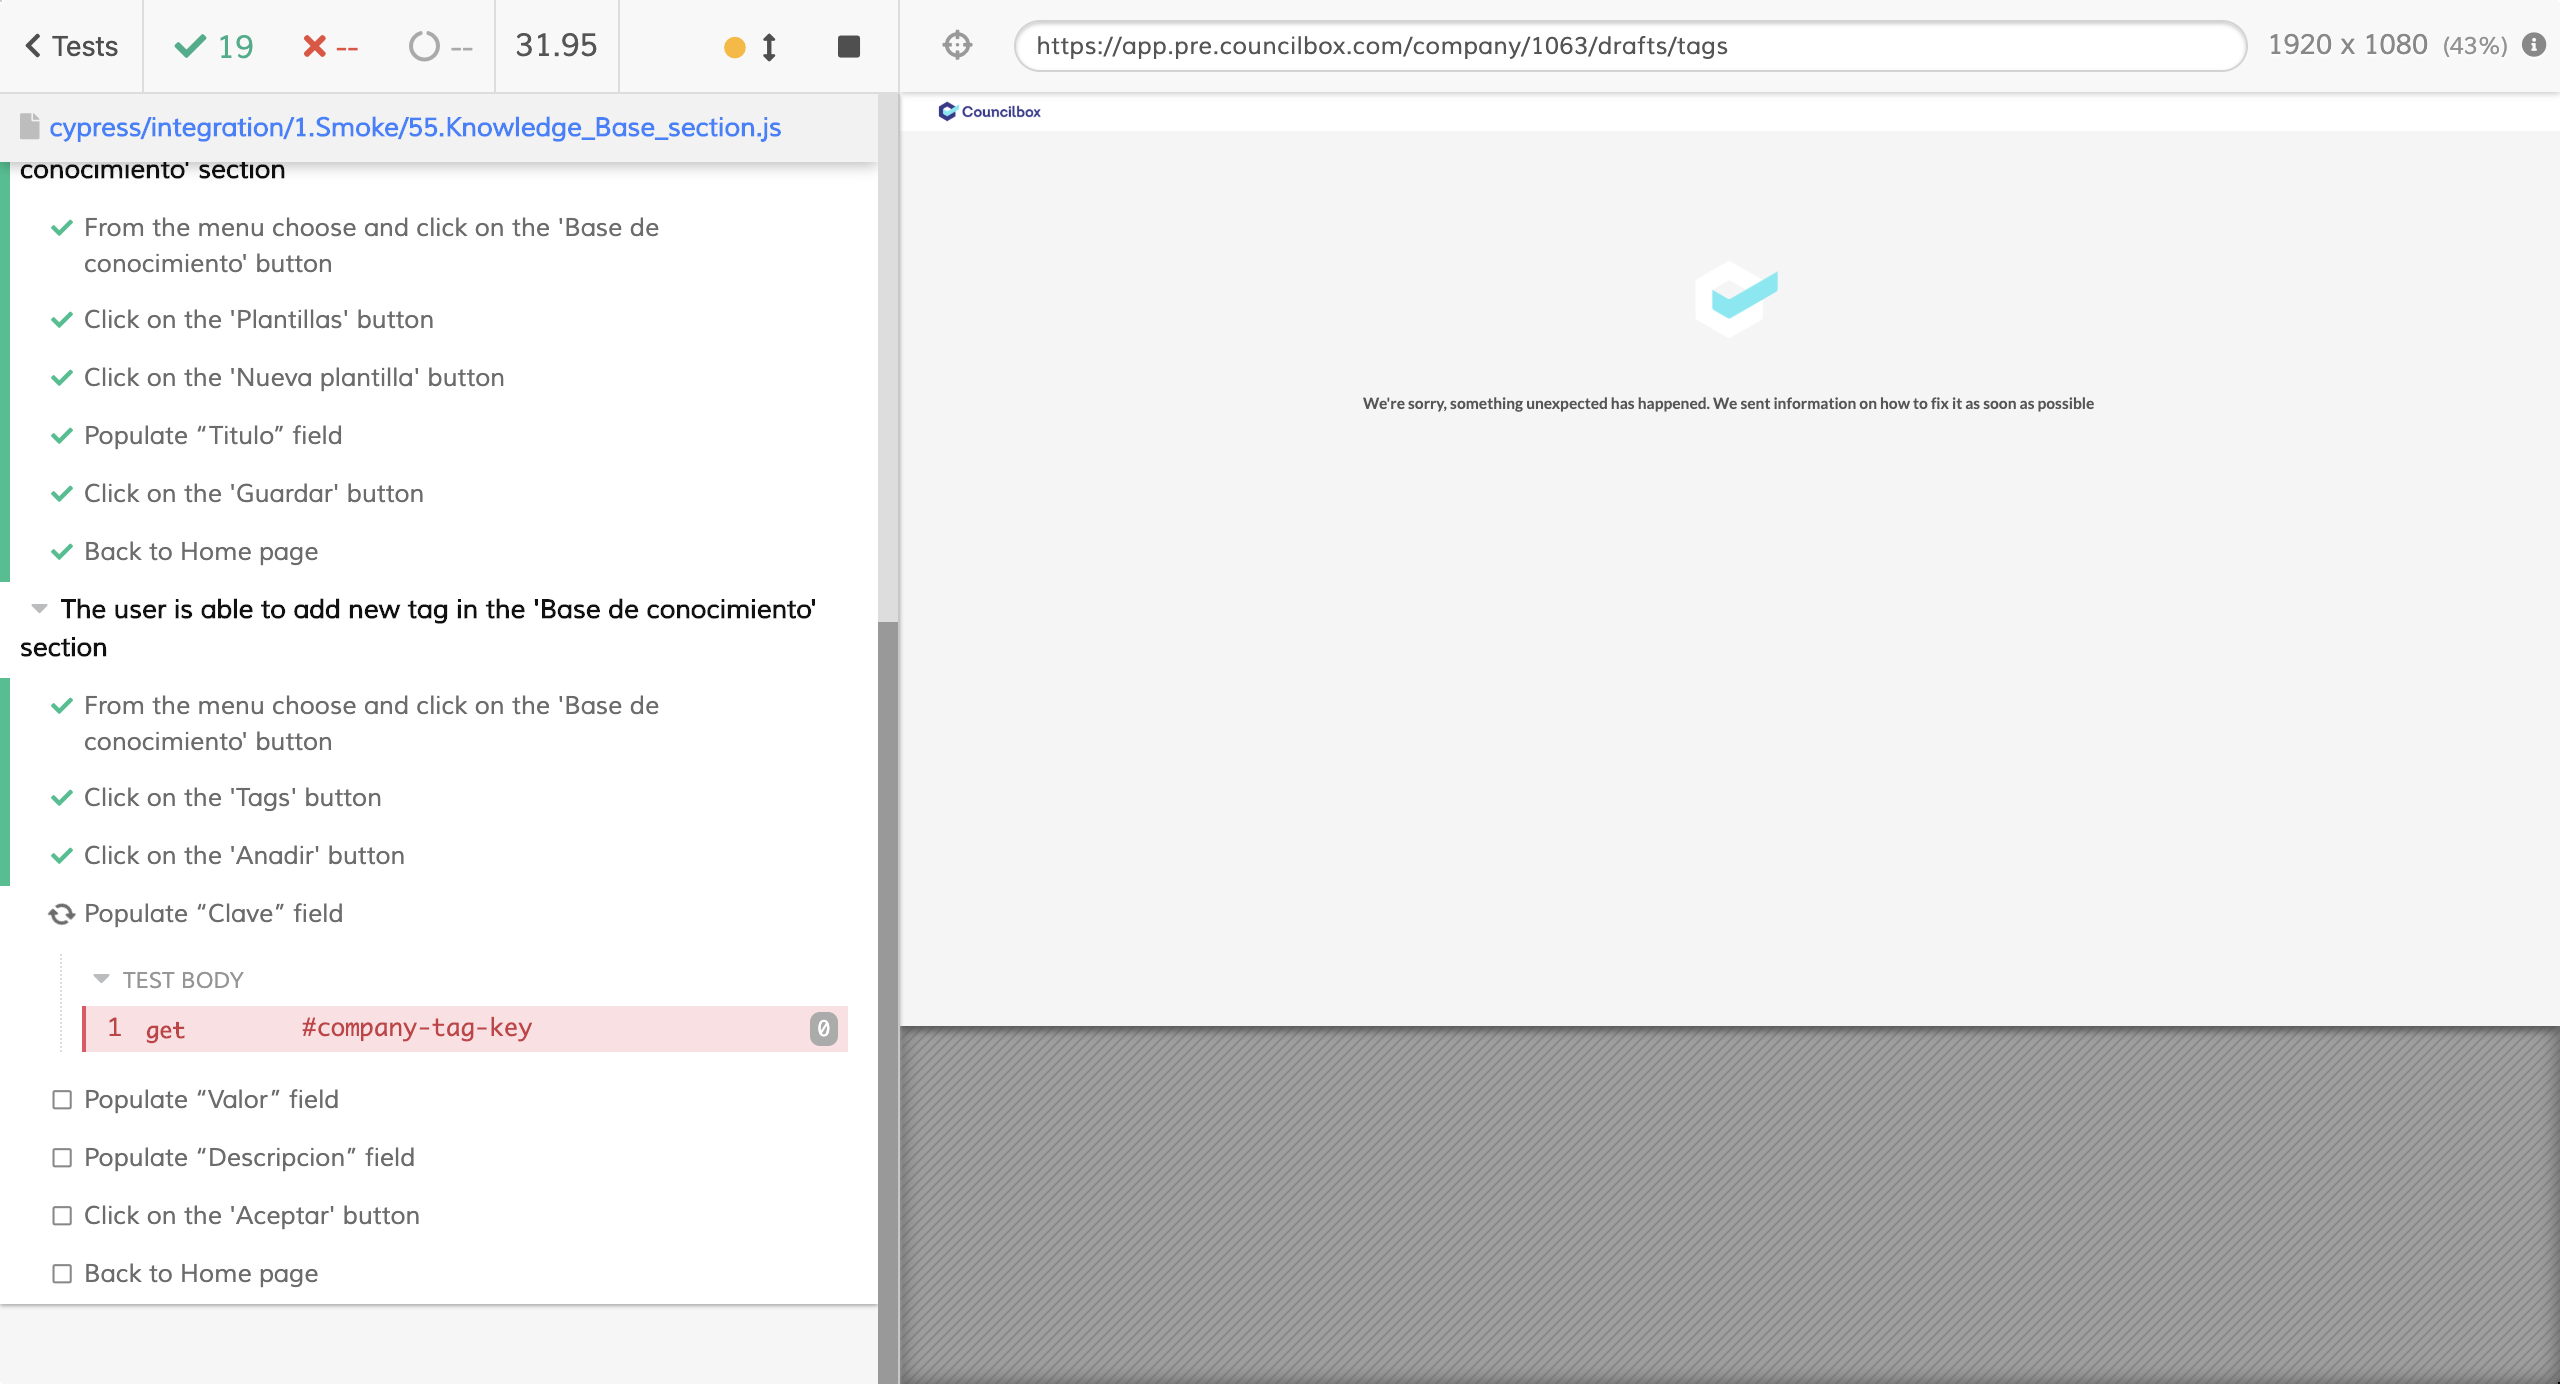 Tests
19
--
--
31.95
https://app.pre.councilbox.com/company/1063/drafts/tags
1920 x 1080 (43%)
cypress/integration/1.Smoke/55.Knowledge_Base_section.js
conocimiento' section
From the menu choose and click on the 'Base de
conocimiento' button
Click on the 'Plantillas' button
Click on the 'Nueva plantilla' button
Populate “Titulo” field
Click on the 'Guardar' button
Back to Home page
The user is able to add new tag in the 'Base de conocimiento'
section
From the menu choose and click on the 'Base de
conocimiento' button
Click on the 'Tags' button
Click on the 'Anadir' button
Populate “Clave” field
TEST BODY
1 get #company-tag-key 0
Populate “Valor” field
Populate “Descripcion” field
Click on the 'Aceptar' button
Back to Home page
Councilbox
We're sorry, something unexpected has happened. We sent information on how to fix it as soon as possible